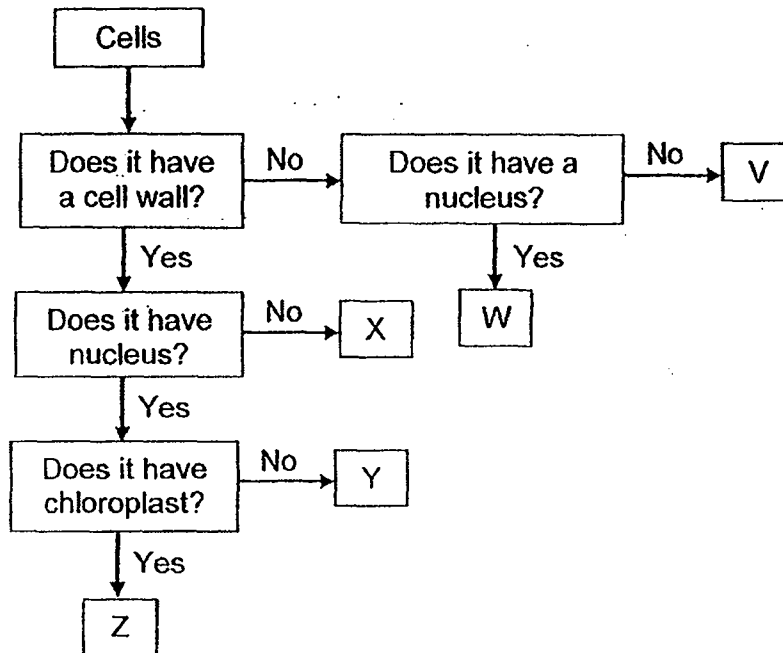 Cells
Does it have
a cell wall?
No
Does it have a
nucleus?
No
V
Yes
Yes
W
Does it have
nucleus?
No
X
Yes
Does it have
chloroplast?
No
Y
Yes
Z